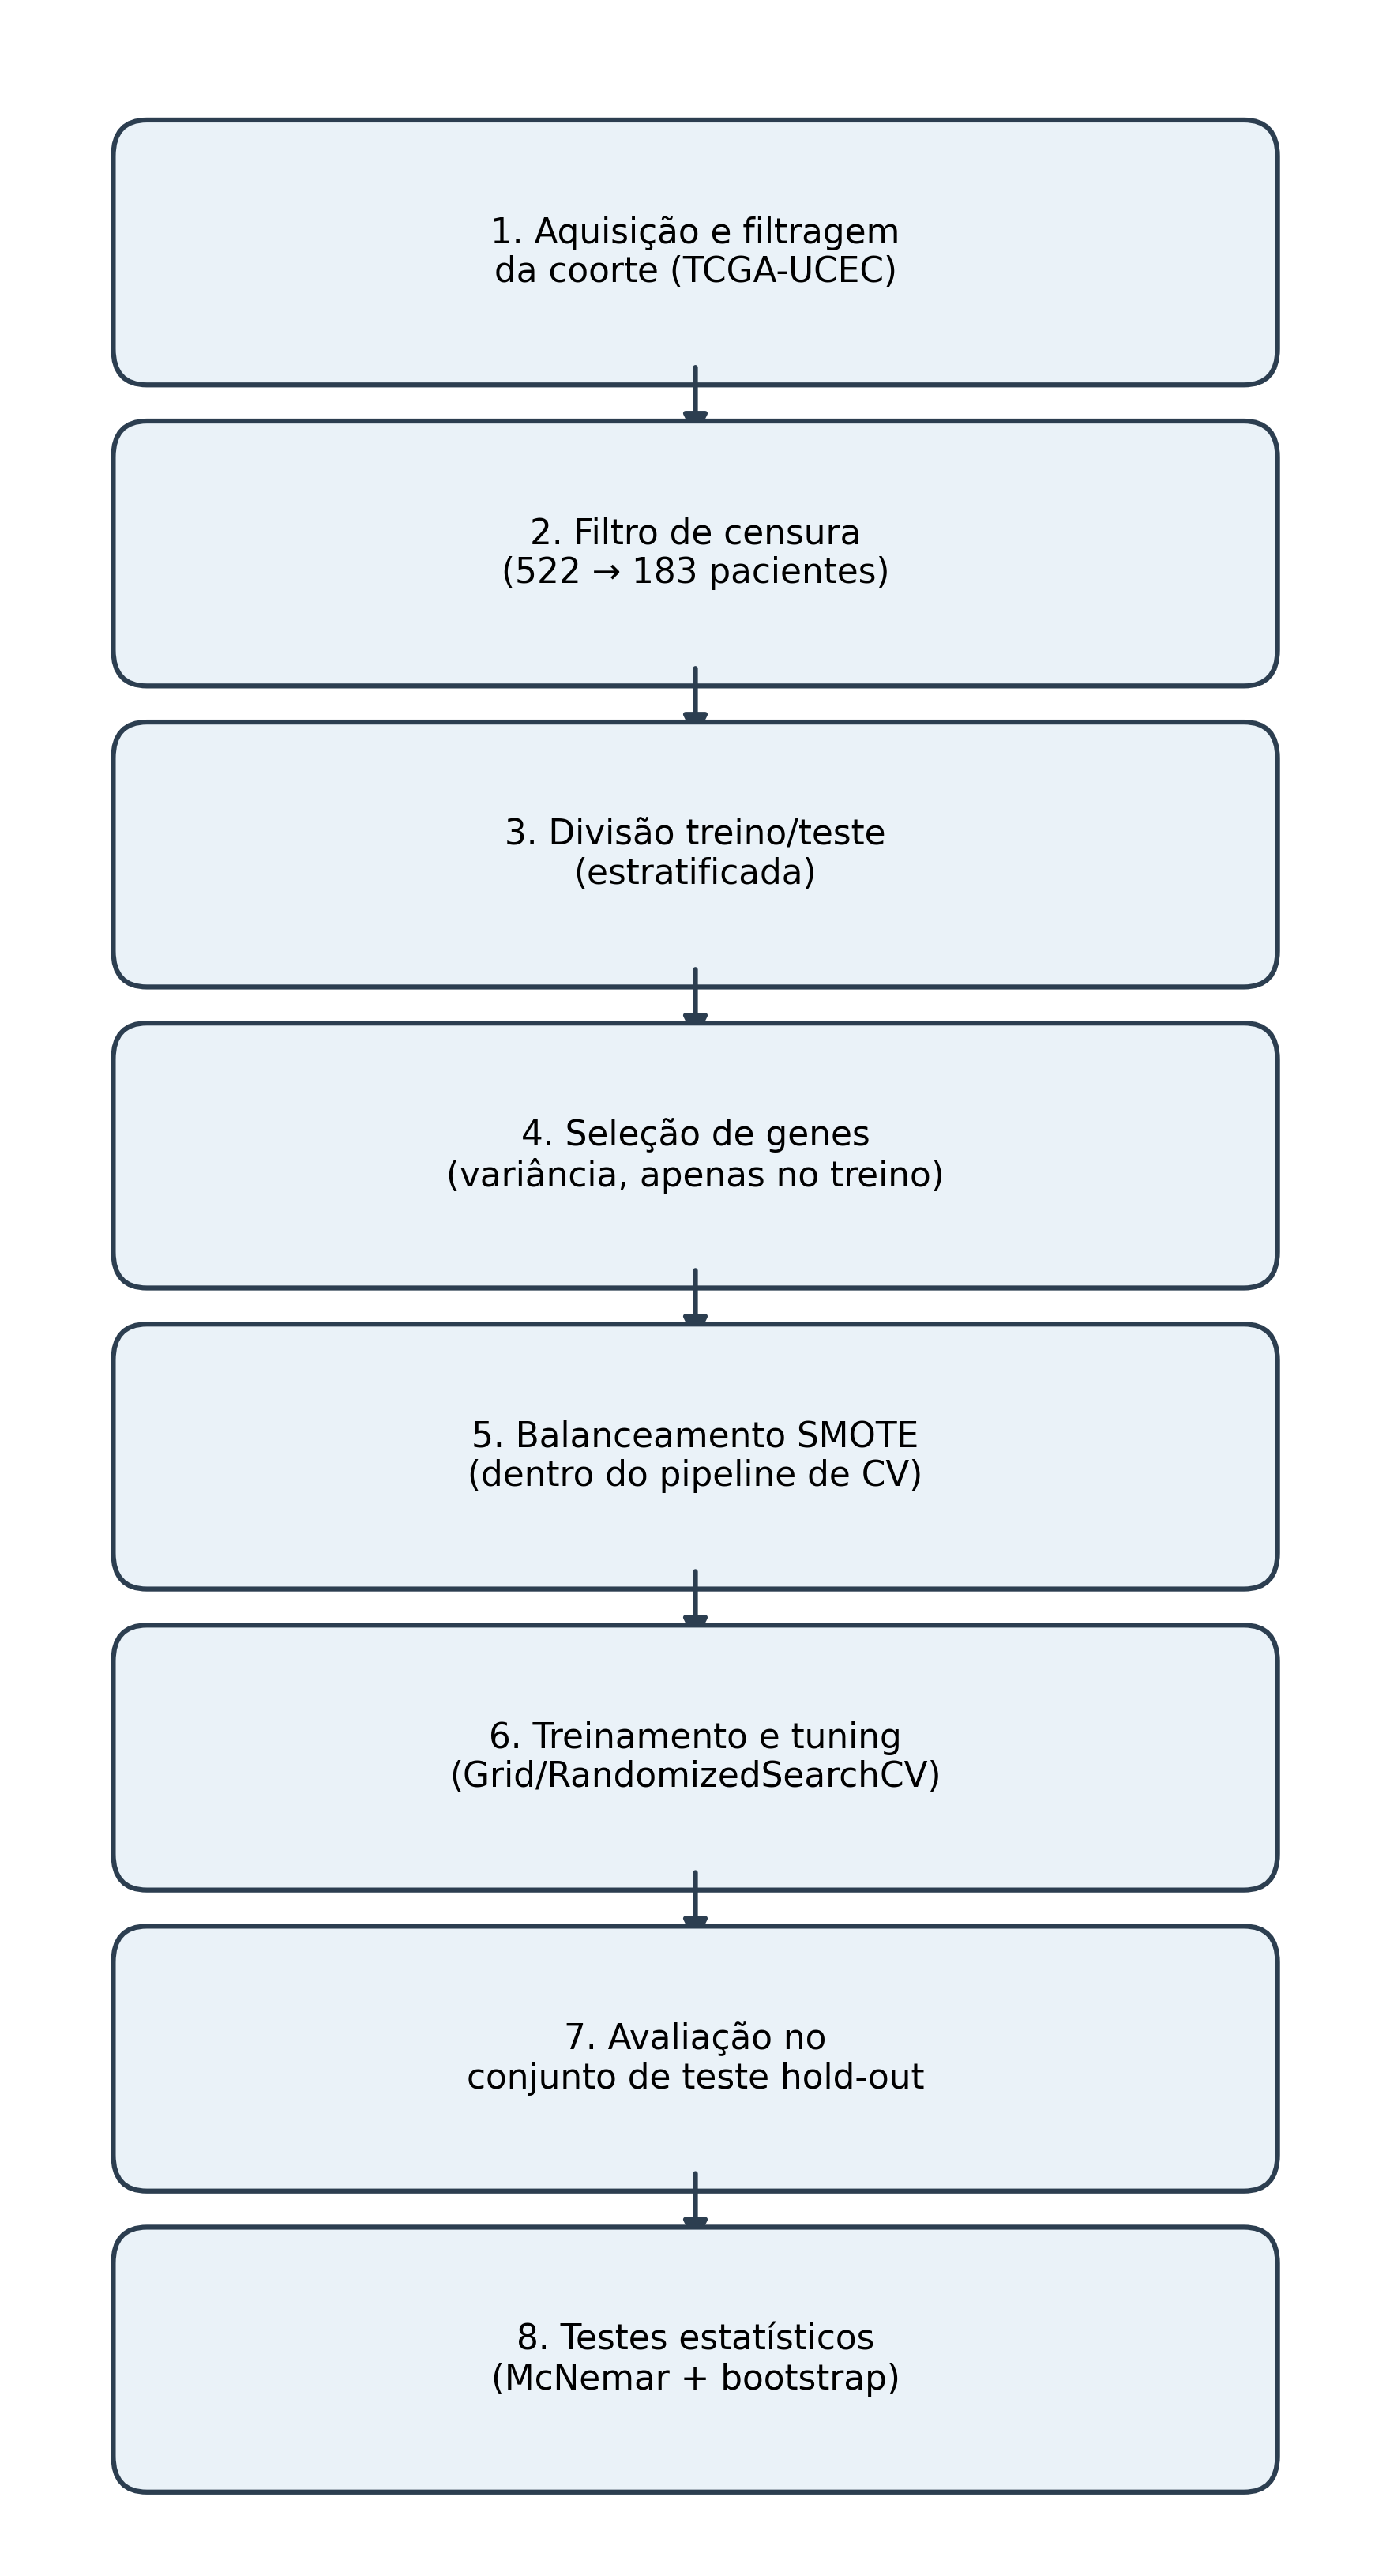 1. Aquisição e filtragem
da coorte (TCGA-UCEC)
2. Filtro de censura
(522 → 183 pacientes)
3. Divisão treino/teste
(estratificada)
4. Seleção de genes
(variância, apenas no treino)
5. Balanceamento SMOTE
(dentro do pipeline de CV)
6. Treinamento e tuning
(Grid/RandomizedSearchCV)
7. Avaliação no
conjunto de teste hold-out
8. Testes estatísticos
(McNemar + bootstrap)